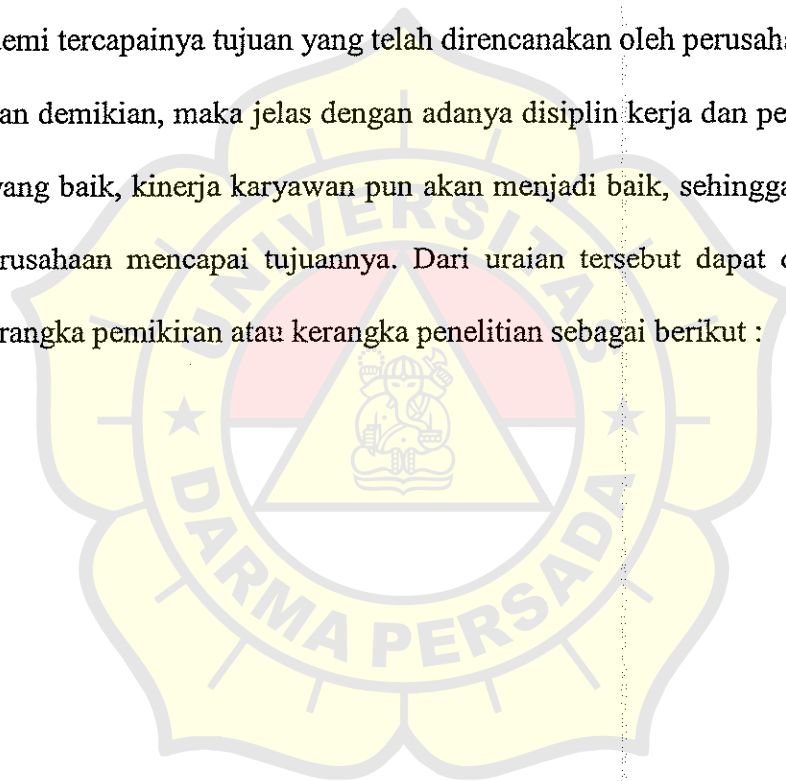 emi tercapainya tujuan yang telah direncanakan oleh perusaha
an demikian, maka jelas dengan adanya disiplin kerja dan pe
yang baik, kinerja karyawan pun akan menjadi baik, sehingga
rusahaan mencapai tujuannya. Dari uraian tersebut dapat d
rangka pemikiran atau kerangka penelitian sebagai berikut :
UNIVERSITAS
DARMA PERSADA